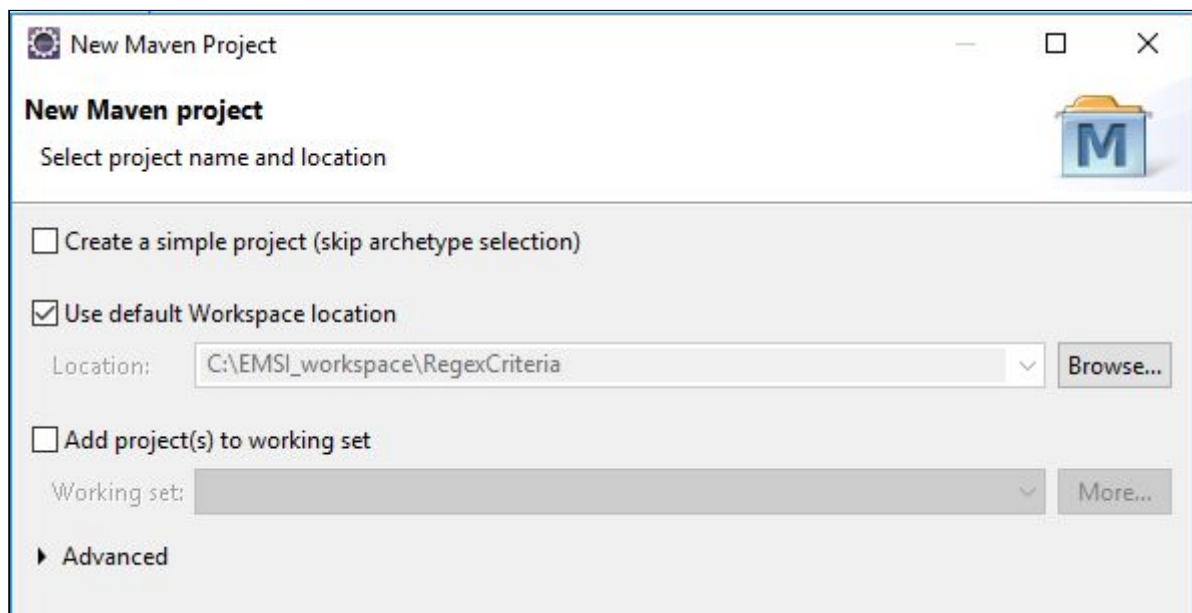 New Maven Project
New Maven project
Select project name and location
M
Create a simple project (skip archetype selection)
Use default Workspace location
Location: C:\EMSI_workspace\RegexCriteria Browse...
Add project(s) to working set
Working set: More...
Advanced